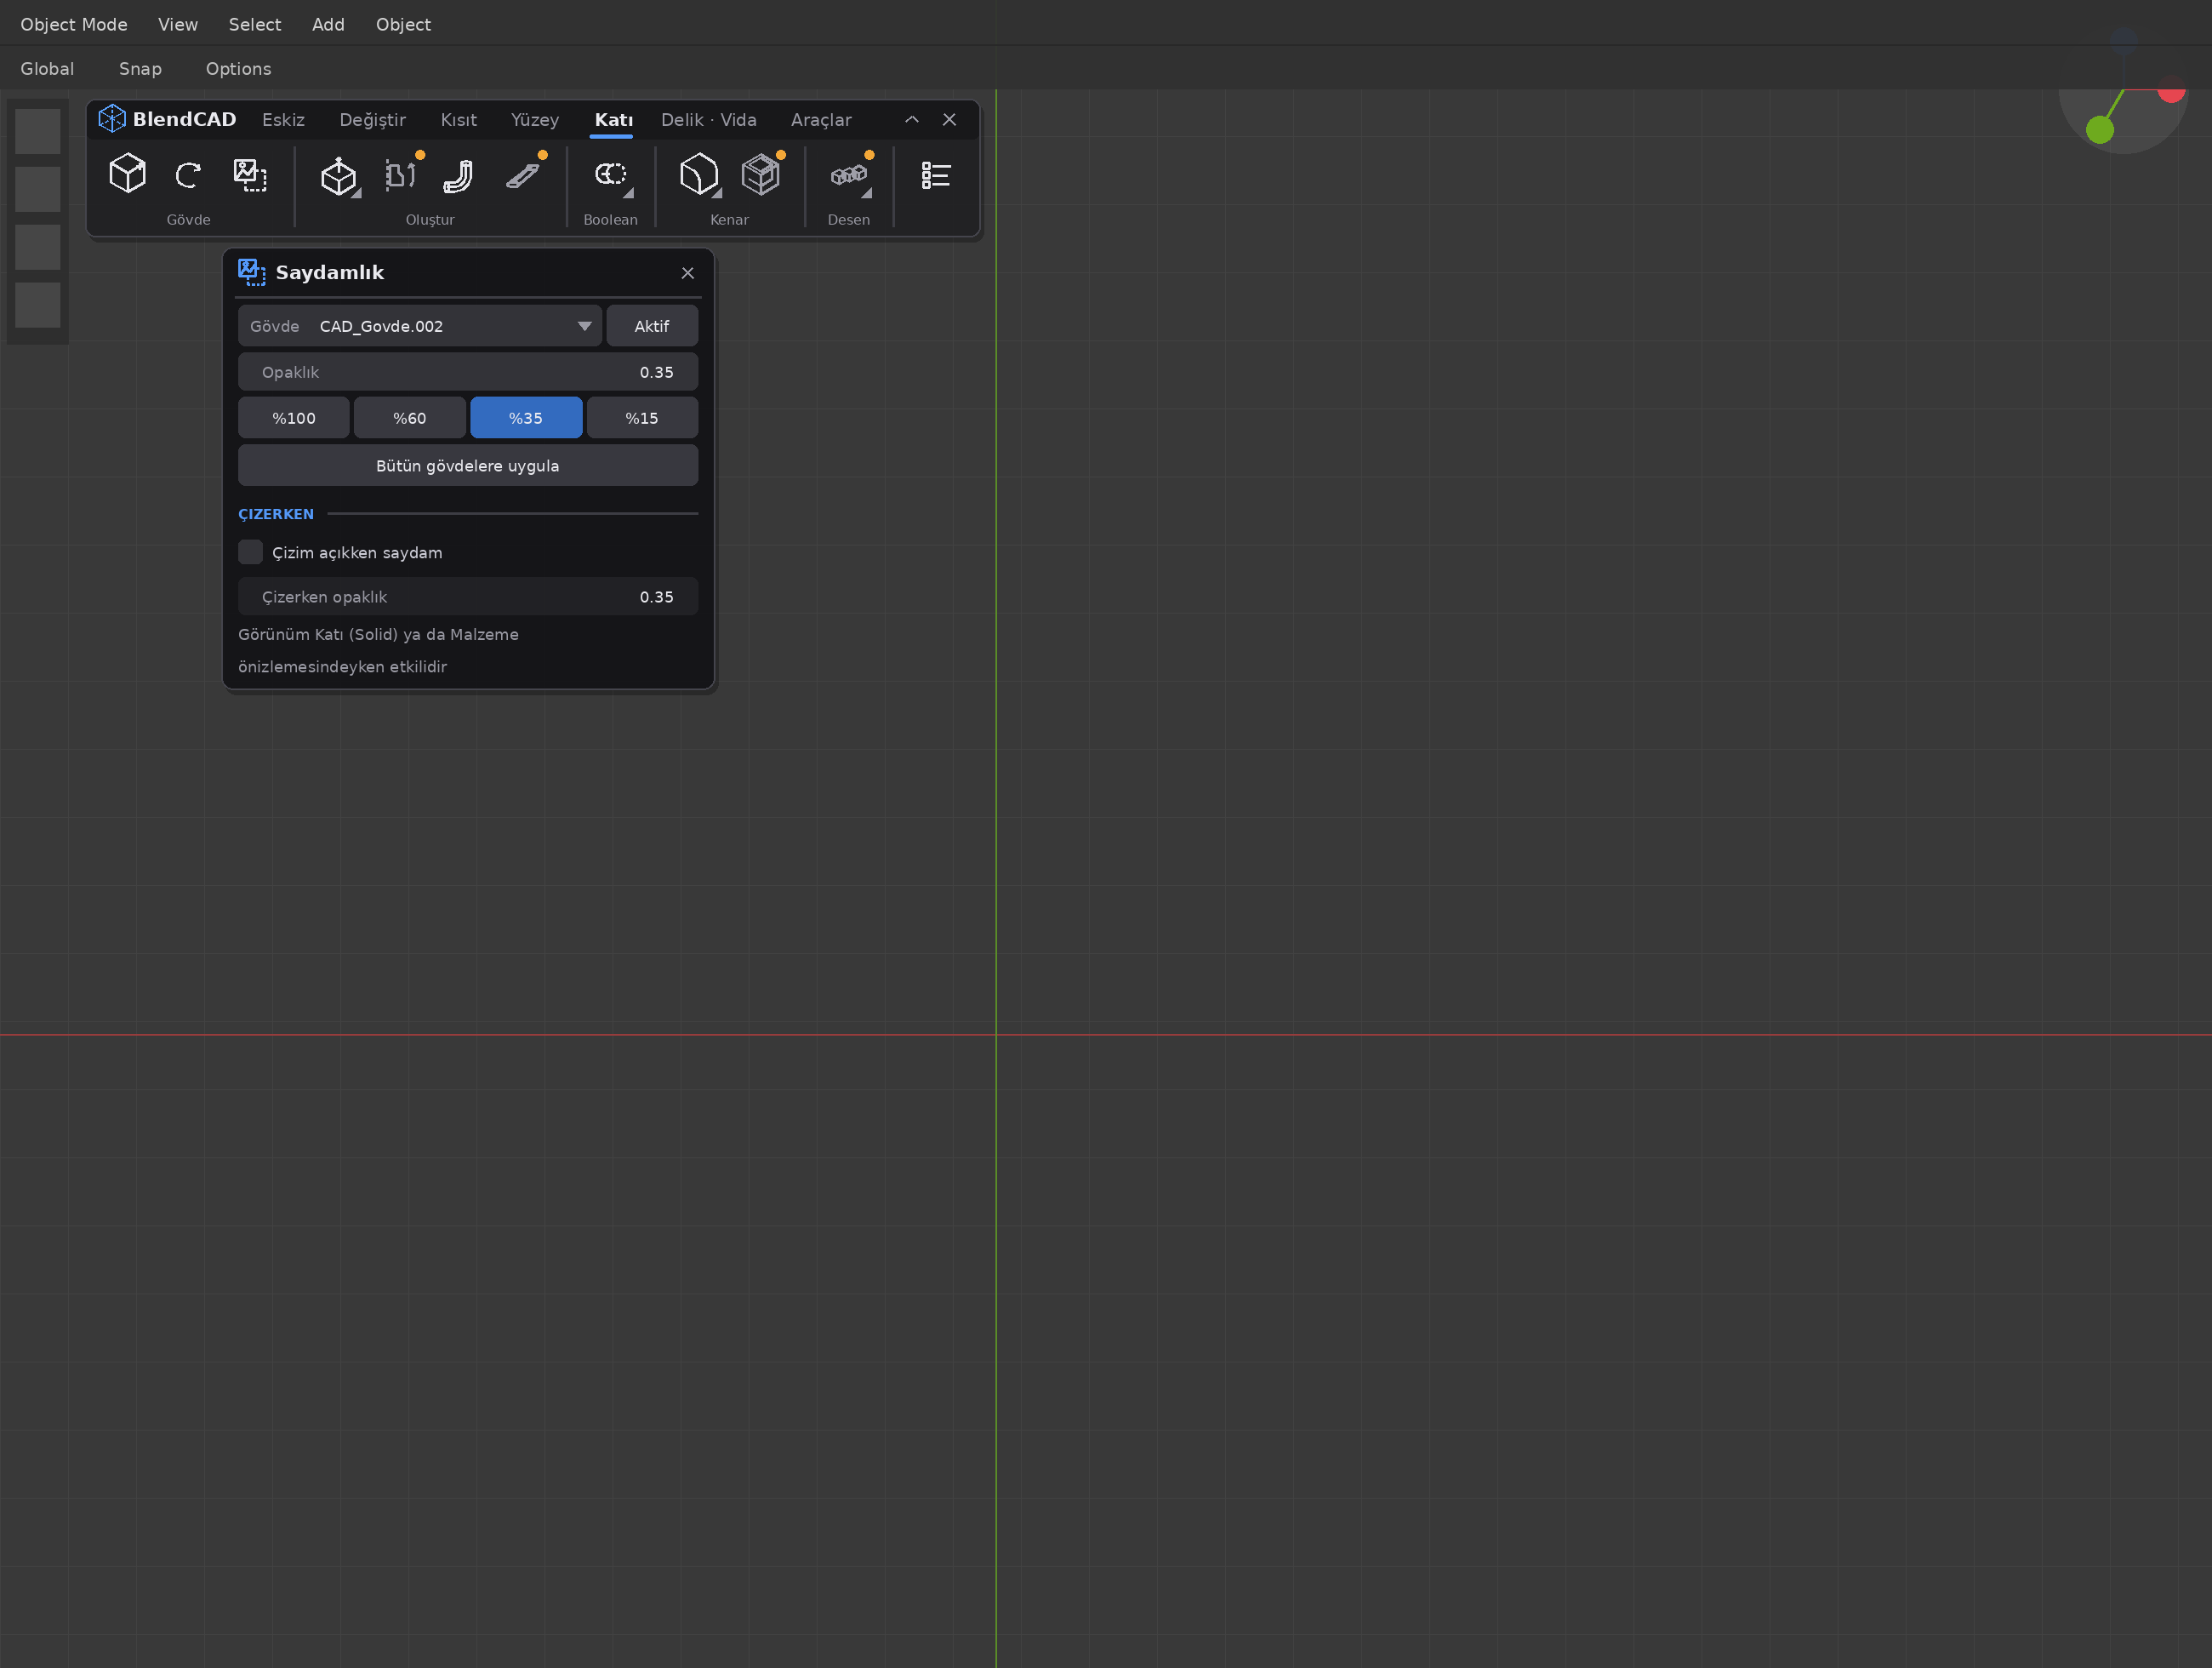 Object Mode View Select Add Object
Global Snap Options
BlendCAD Eskiz Değiştir Kısıt Yüzey Katı Delik · Vida Araçlar
Gövde Oluştur Boolean Kenar Desen
Saydamlık
Gövde CAD_Govde.002 Aktif
Opaklık 0.35
%100 %60 %35 %15
Bütün gövdelere uygula
ÇIZERKEN
Çizim açıkken saydam
Çizerken opaklık 0.35
Görünüm Katı (Solid) ya da Malzeme
önizlemesindeyken etkilidir